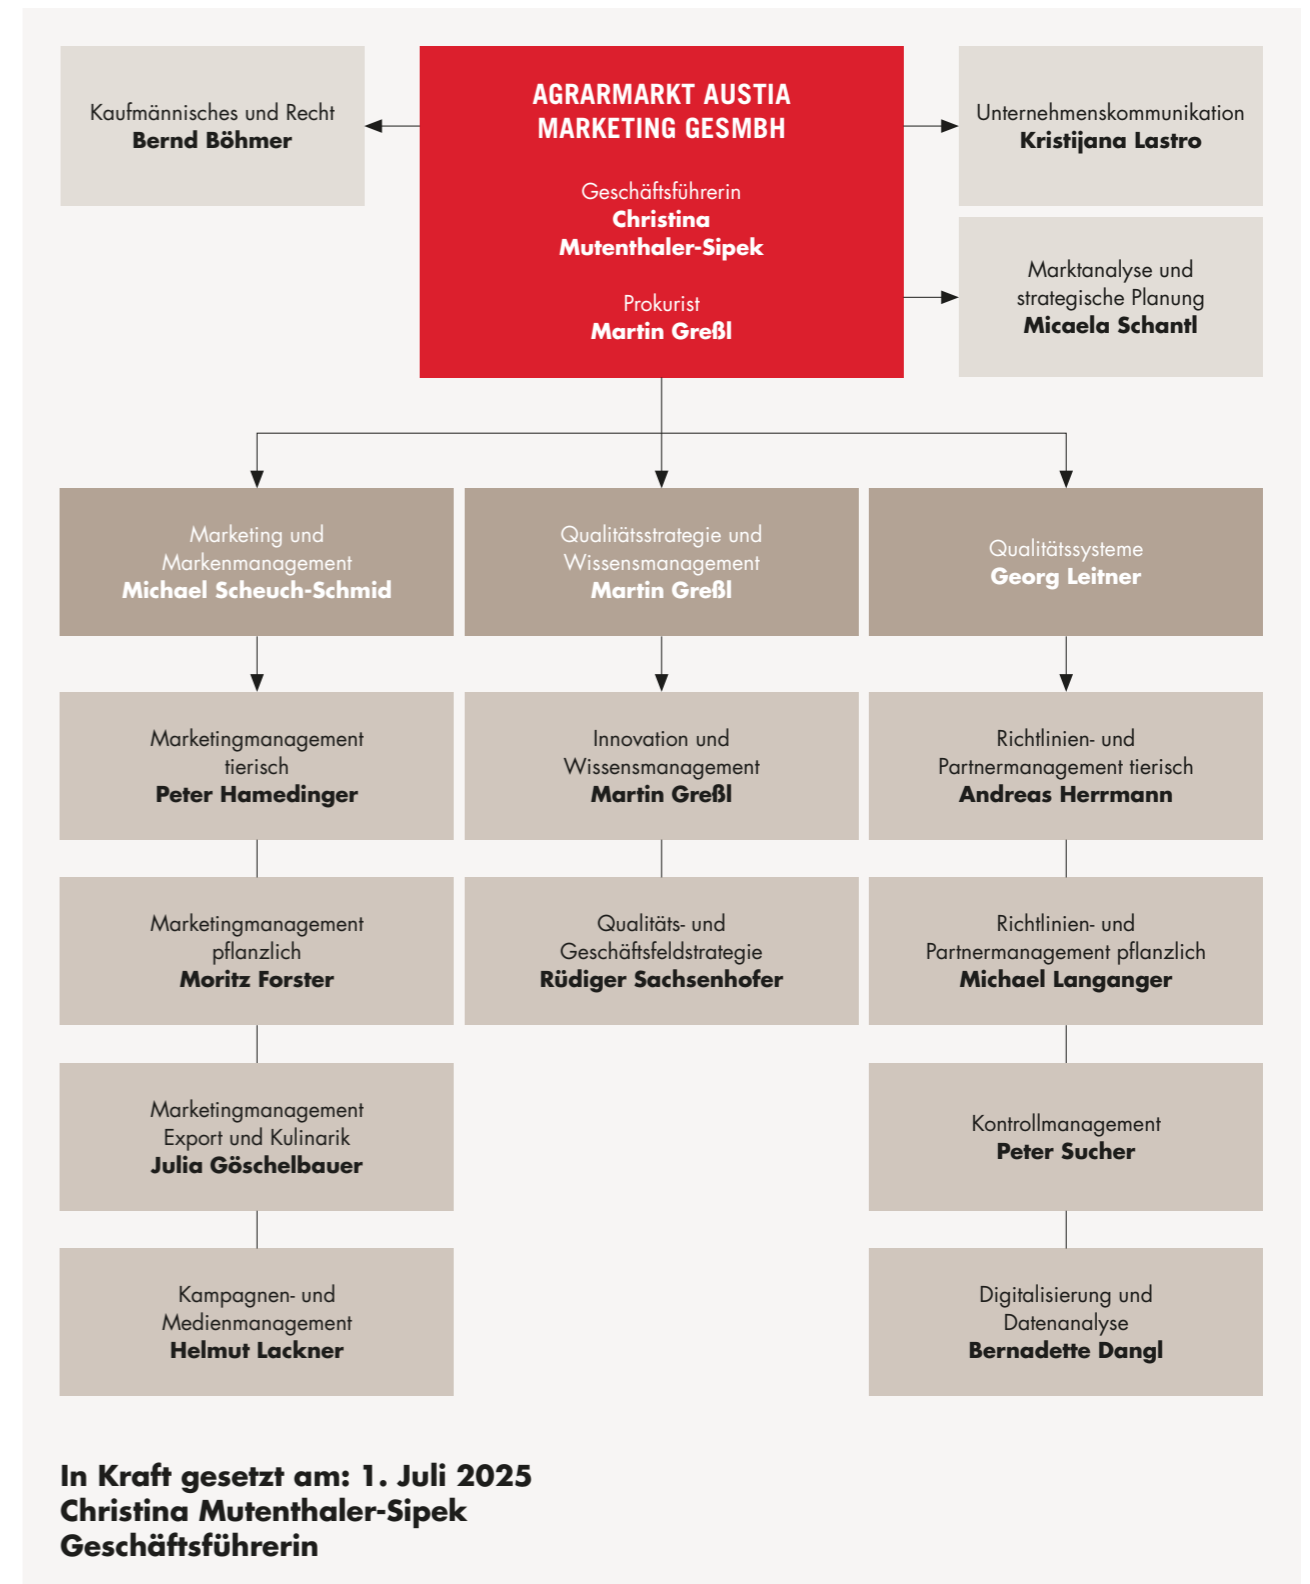 Kaufmännisches und Recht
Bernd Böhmer
AGRARMARKT AUSTIA
MARKETING GESMBH
Geschäftsführerin
Christina
Mutenthaler-Sipek
Prokurist
Martin Greßl
Unternehmenskommunikation
Kristijana Lastro
Marktanalyse und
strategische Planung
Micaela Schantl
Marketing und
Markenmanagement
Michael Scheuch-Schmid
Qualitätsstrategie und
Wissensmanagement
Martin Greßl
Qualitätssysteme
Georg Leitner
Marketingmanagement
tierisch
Peter Hamedinger
Innovation und
Wissensmanagement
Martin Greßl
Richtlinien- und
Partnermanagement tierisch
Andreas Herrmann
Marketingmanagement
pflanzlich
Moritz Forster
Qualitäts- und
Geschäftsfeldstrategie
Rüdiger Sachsenhofer
Richtlinien- und
Partnermanagement pflanzlich
Michael Langanger
Marketingmanagement
Export und Kulinarik
Julia Göschelbauer
Kontrollmanagement
Peter Sucher
Kampagnen- und
Medienmanagement
Helmut Lackner
Digitalisierung und
Datenanalyse
Bernadette Dangl
In Kraft gesetzt am: 1. Juli 2025
Christina Mutenthaler-Sipek
Geschäftsführerin